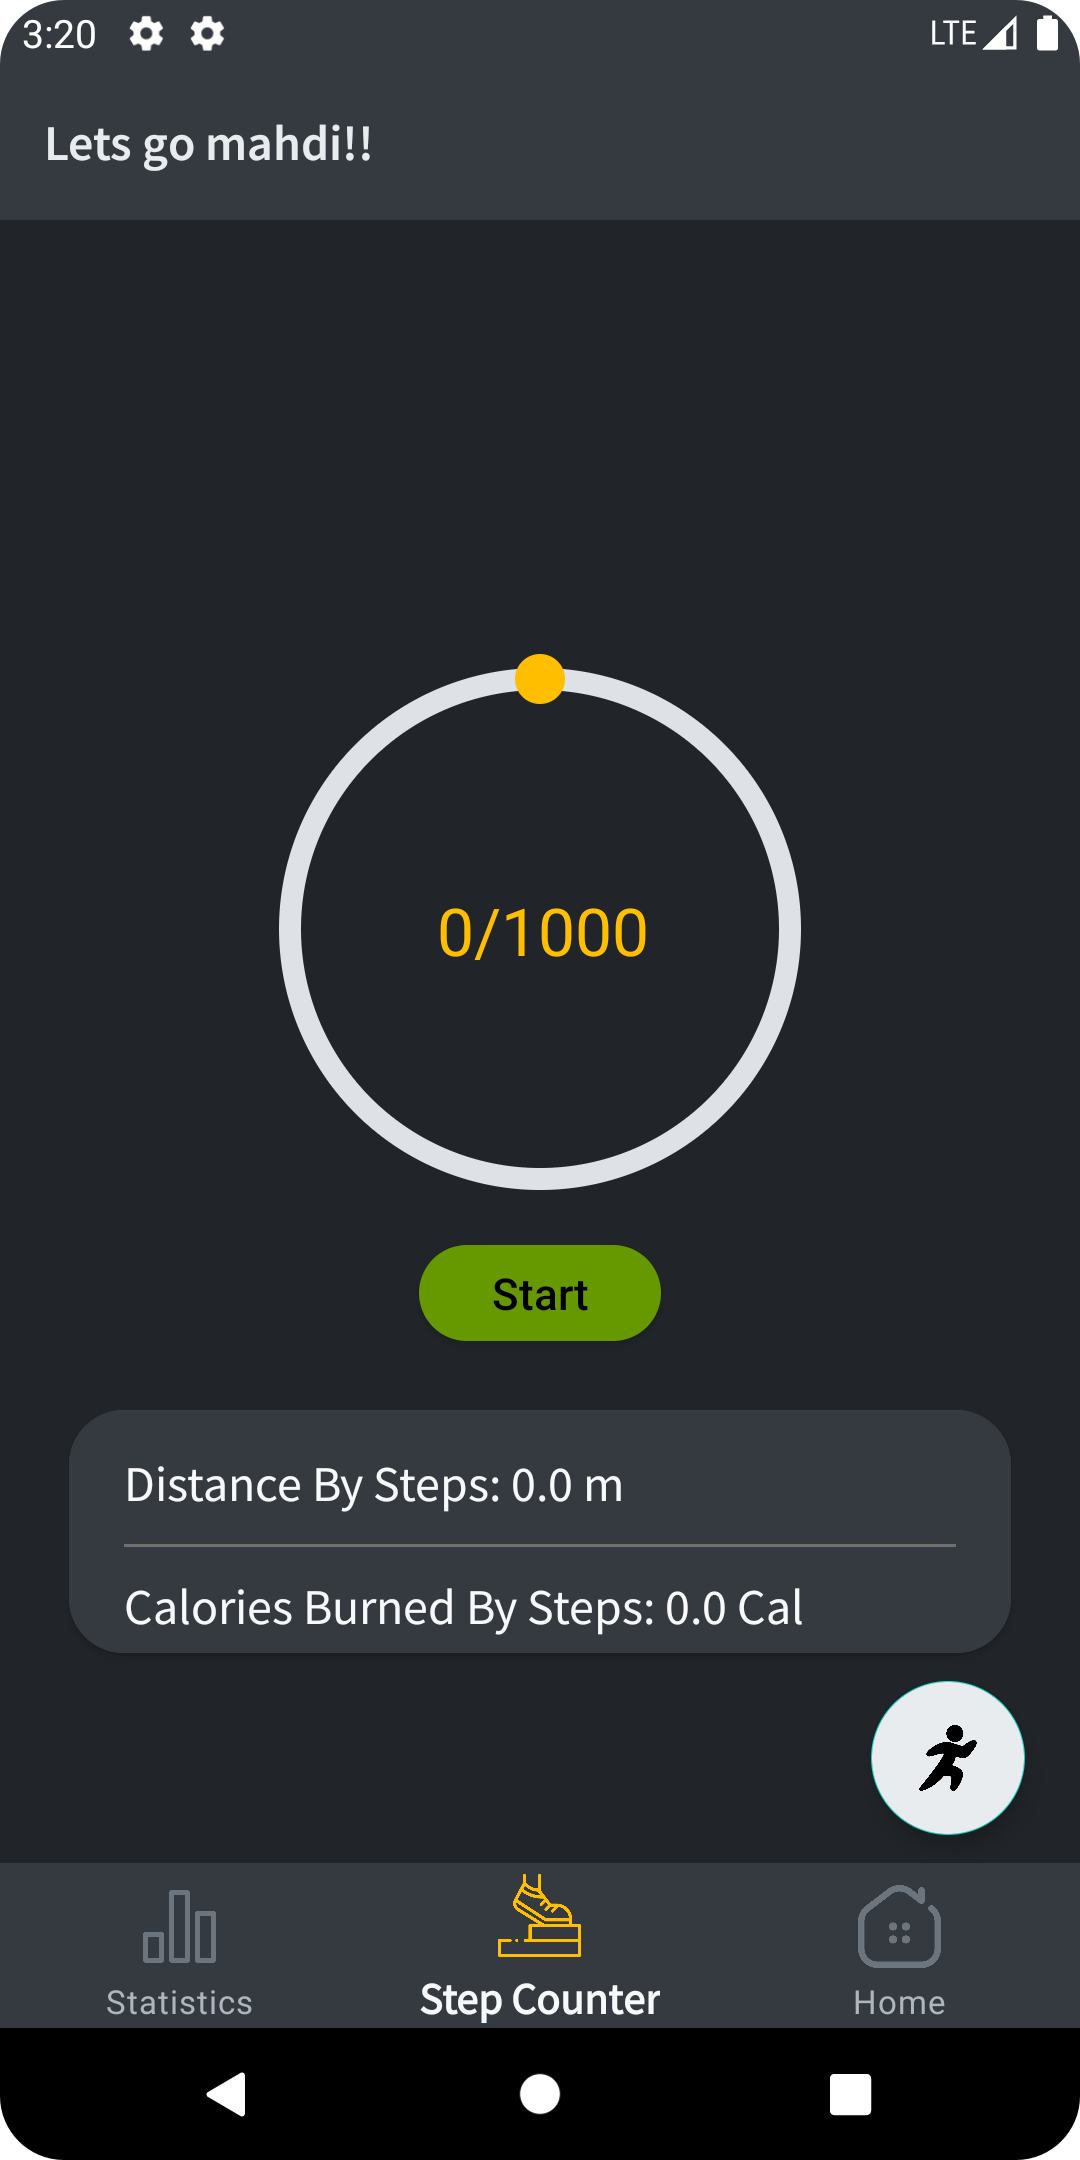 3:20 LTE
Lets go mahdi!!
0/1000
Start
Distance By Steps: 0.0 m
Calories Burned By Steps: 0.0 Cal
Statistics Step Counter Home